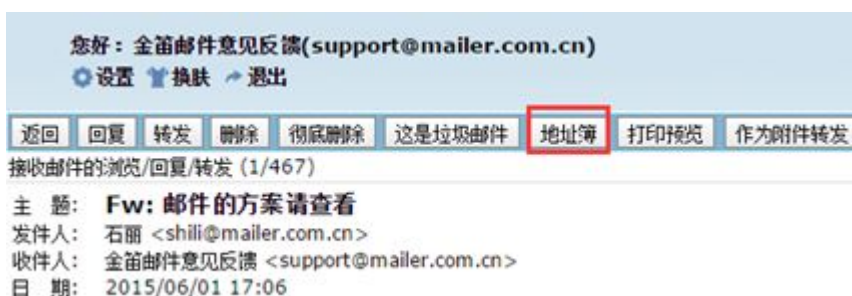 您好：金笛邮件意见反馈(support@mailer.com.cn)
设置 换肤 退出
返回 回复 转发 删除 彻底删除 这是垃圾邮件 地址簿 打印预览 作为附件转发
接收邮件的浏览/回复/转发 (1/467)
主 题: Fw: 邮件的方案请查看
发件人: 石丽 <shili@mailer.com.cn>
收件人: 金笛邮件意见反馈 <support@mailer.com.cn>
日 期: 2015/06/01 17:06